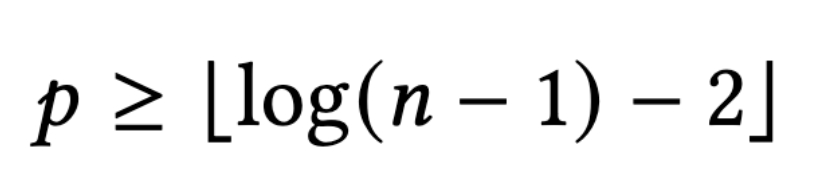 p ≥ ⌊log(n − 1) − 2⌋